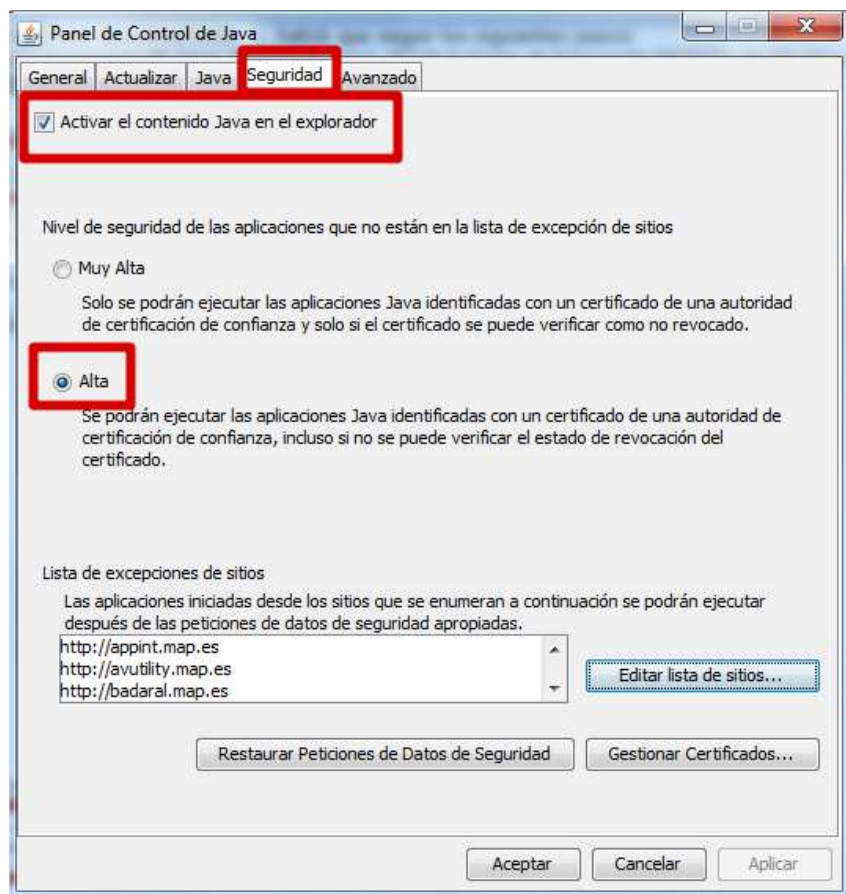 Panel de Control de Java
General Actualizar Java Seguridad Avanzado
Activar el contenido Java en el explorador
Nivel de seguridad de las aplicaciones que no están en la lista de excepción de sitios
Muy Alta
Solo se podrán ejecutar las aplicaciones Java identificadas con un certificado de una autoridad
de certificación de confianza y solo si el certificado se puede verificar como no revocado.
Alta
Se podrán ejecutar las aplicaciones Java identificadas con un certificado de una autoridad de
certificación de confianza, incluso si no se puede verificar el estado de revocación del
certificado.
Lista de excepciones de sitios
Las aplicaciones iniciadas desde los sitios que se enumeran a continuación se podrán ejecutar
después de las peticiones de datos de seguridad apropiadas.
http://appint.map.es
http://avutility.map.es
http://badaral.map.es
Editar lista de sitios...
Restaurar Peticiones de Datos de Seguridad Gestionar Certificados...
Aceptar Cancelar Aplicar